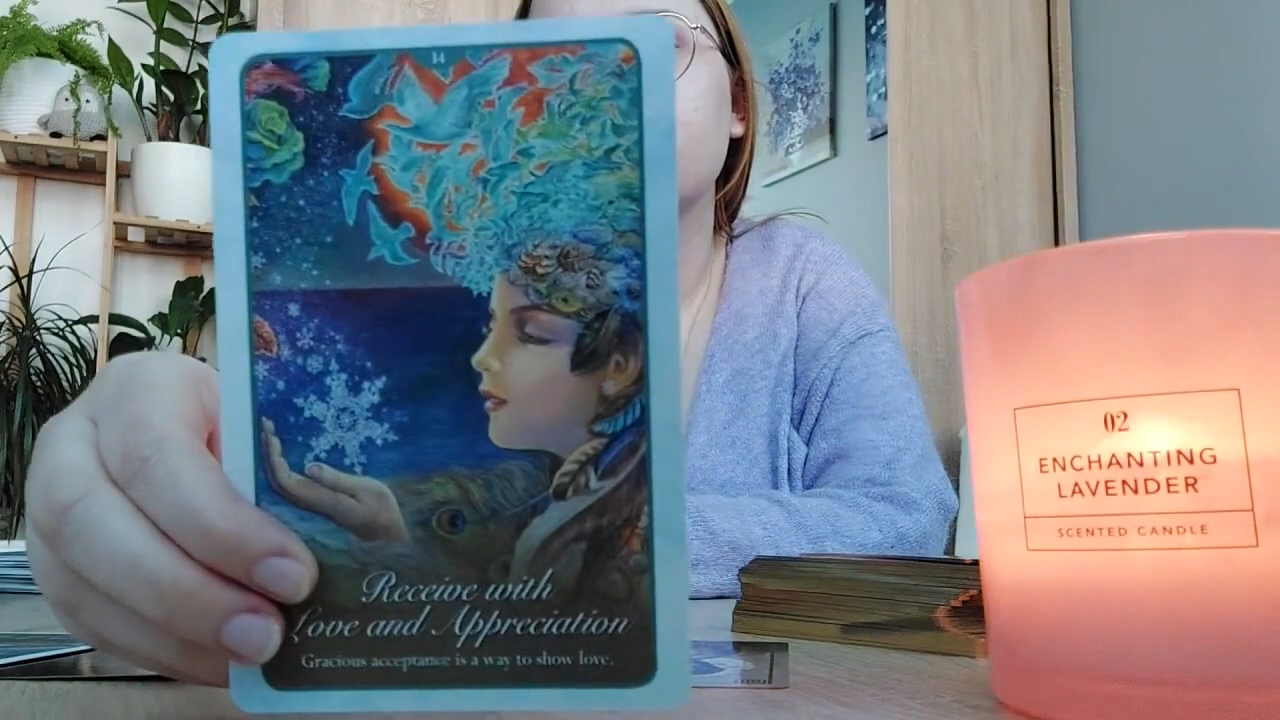 14
Receive with
Love and Appreciation
Gracious acceptance is a way to show love.
02
ENCHANTING
LAVENDER
SCENTED CANDLE